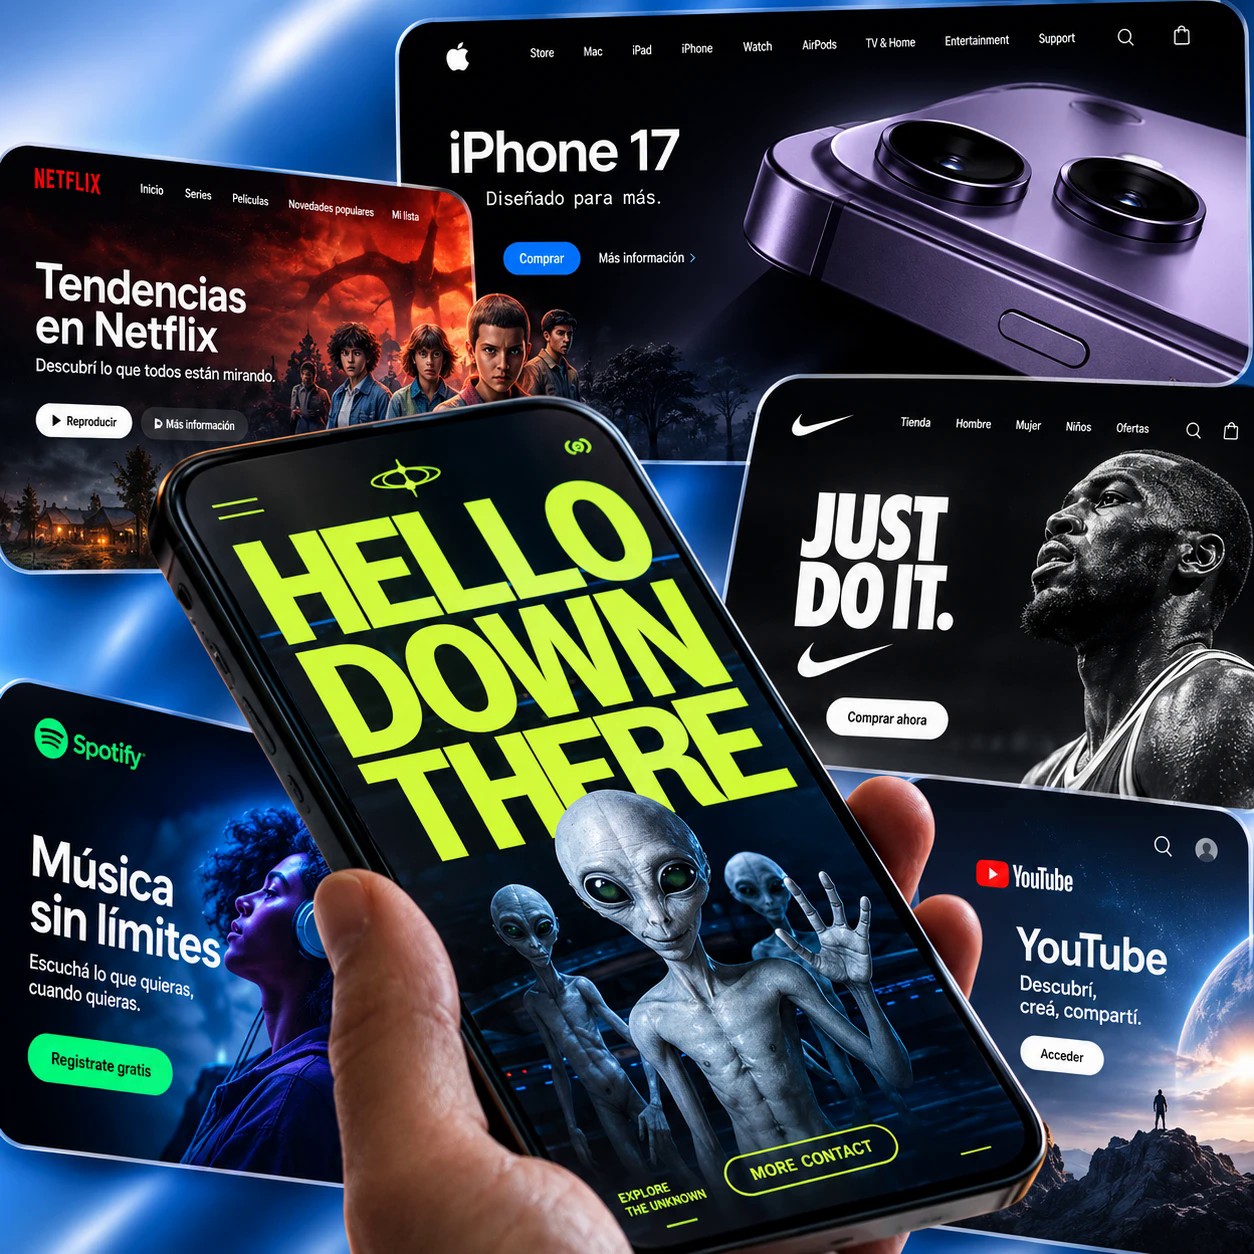 Store Mac iPad iPhone Watch AirPods TV & Home Entertainment Support
iPhone 17
Diseñado para más.
Comprar Más información >
NETFLIX
Inicio Series Películas Novedades populares Mi lista
Tendencias
en Netflix
Descubrí lo que todos están mirando.
Reproducir Más información
Tienda Hombre Mujer Niños Ofertas
JUST
DO IT.
Comprar ahora
HELLO
DOWN
THERE
EXPLORE
THE UNKNOWN
MORE CONTACT
Spotify
Música
sin límites
Escuchá lo que quieras,
cuando quieras.
Registrate gratis
YouTube
YouTube
Descubrí,
creá, compartí.
Acceder